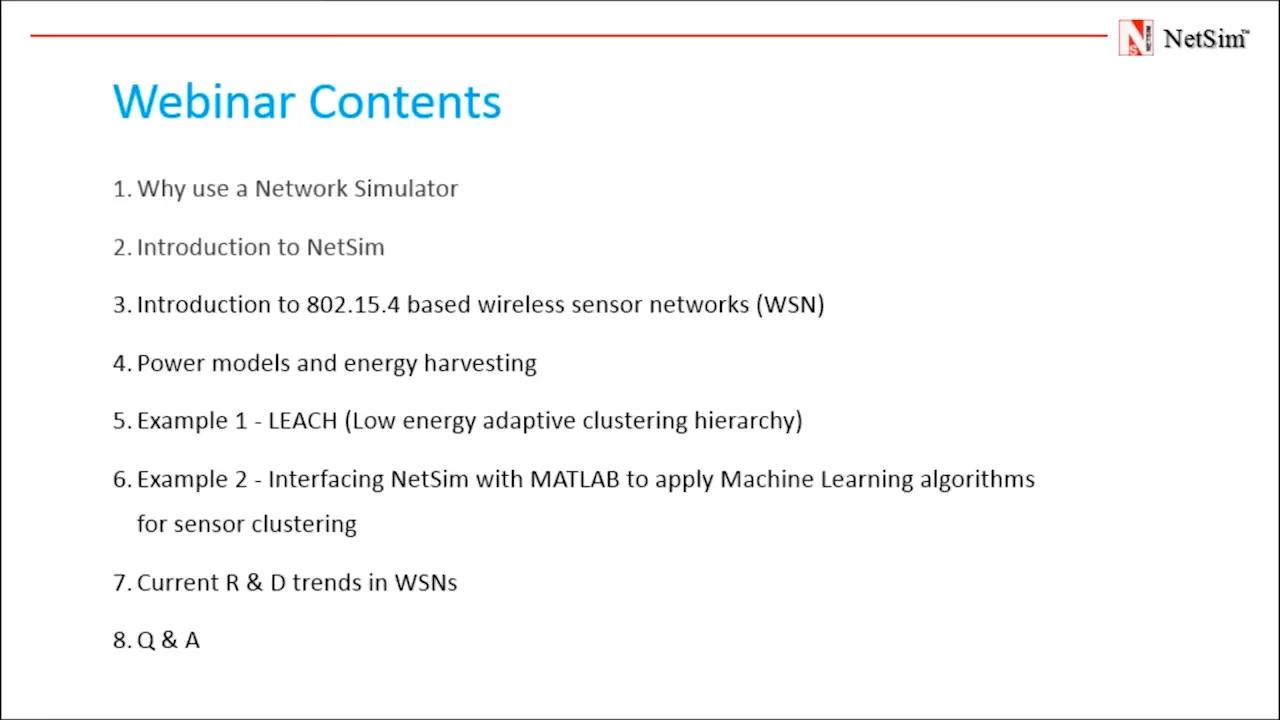 NetSim™
Webinar Contents
1. Why use a Network Simulator
2. Introduction to NetSim
3. Introduction to 802.15.4 based wireless sensor networks (WSN)
4. Power models and energy harvesting
5. Example 1 - LEACH (Low energy adaptive clustering hierarchy)
6. Example 2 - Interfacing NetSim with MATLAB to apply Machine Learning algorithms
for sensor clustering
7. Current R & D trends in WSNs
8. Q & A